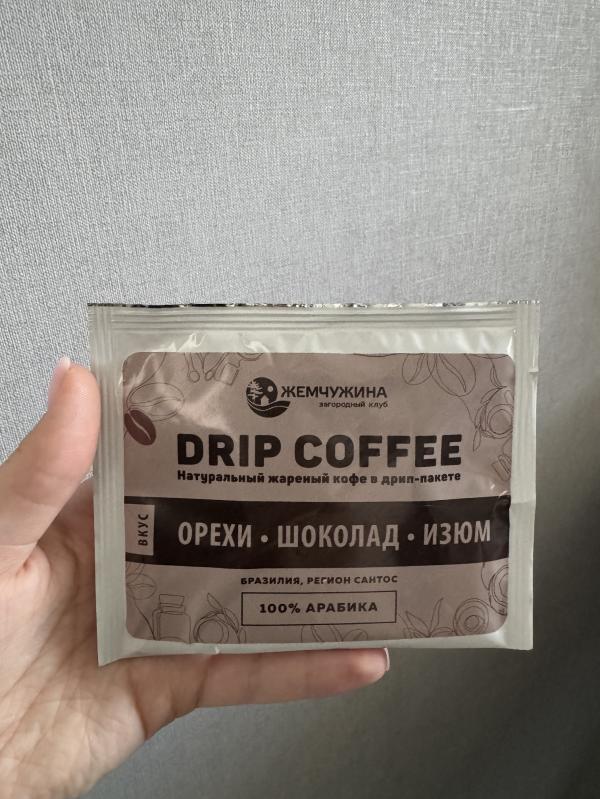 ЖЕМЧУЖИНА
загородный клуб
DRIP COFFEE
Натуральный жареный кофе в дрип-пакете
ВКУС
ОРЕХИ • ШОКОЛАД • ИЗЮМ
БРАЗИЛИЯ, РЕГИОН САНТОС
100% АРАБИКА